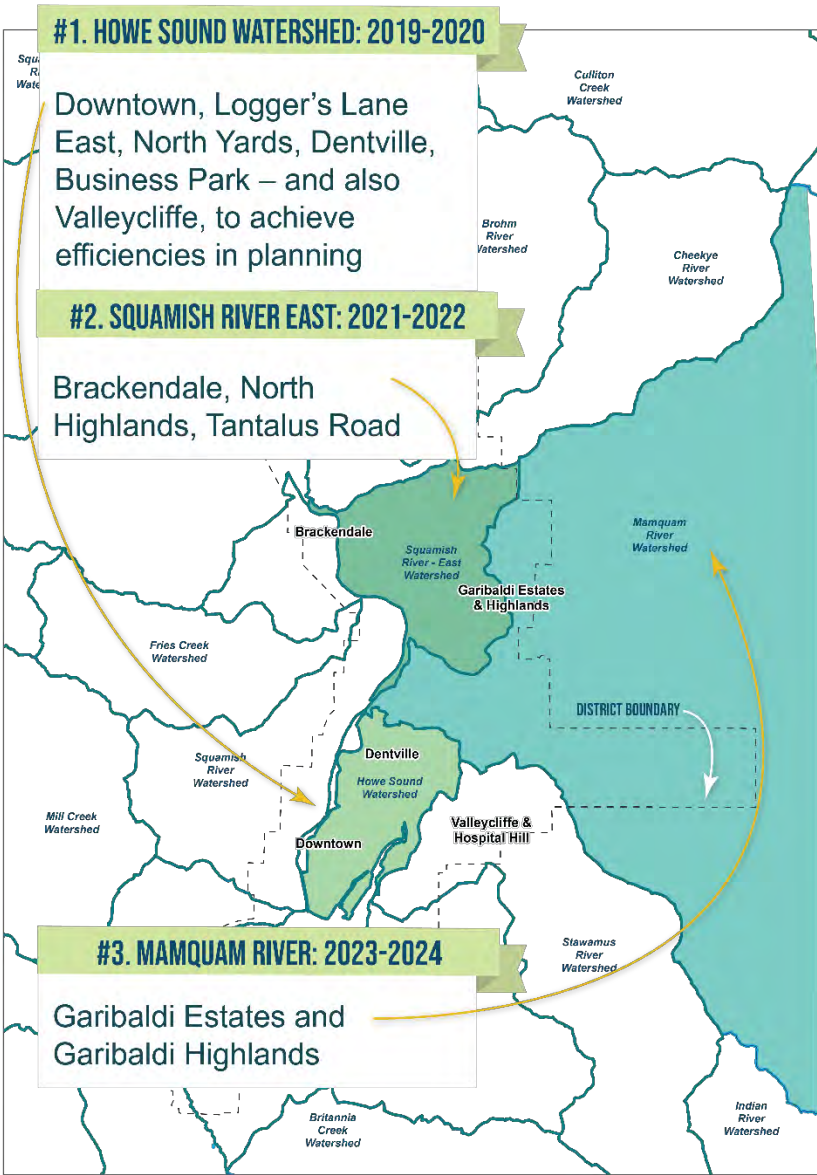 #1. HOWE SOUND WATERSHED: 2019-2020
Downtown, Logger’s Lane
East, North Yards, Dentville,
Business Park – and also
Valleycliffe, to achieve
efficiencies in planning
Culliton
Creek
Watershed
Brohm
River
Watershed
Cheekye
River
Watershed
#2. SQUAMISH RIVER EAST: 2021-2022
Brackendale, North
Highlands, Tantalus Road
Brackendale
Squamish
River - East
Watershed
Mamquam
River
Watershed
Garibaldi Estates
& Highlands
Fries Creek
Watershed
DISTRICT BOUNDARY
Squamish
River
Watershed
Dentville
Howe Sound
Watershed
Mill Creek
Watershed
Downtown
Valleycliffe &
Hospital Hill
Stawamus
River
Watershed
#3. MAMQUAM RIVER: 2023-2024
Garibaldi Estates and
Garibaldi Highlands
Britannia
Creek
Watershed
Indian
River
Watershed